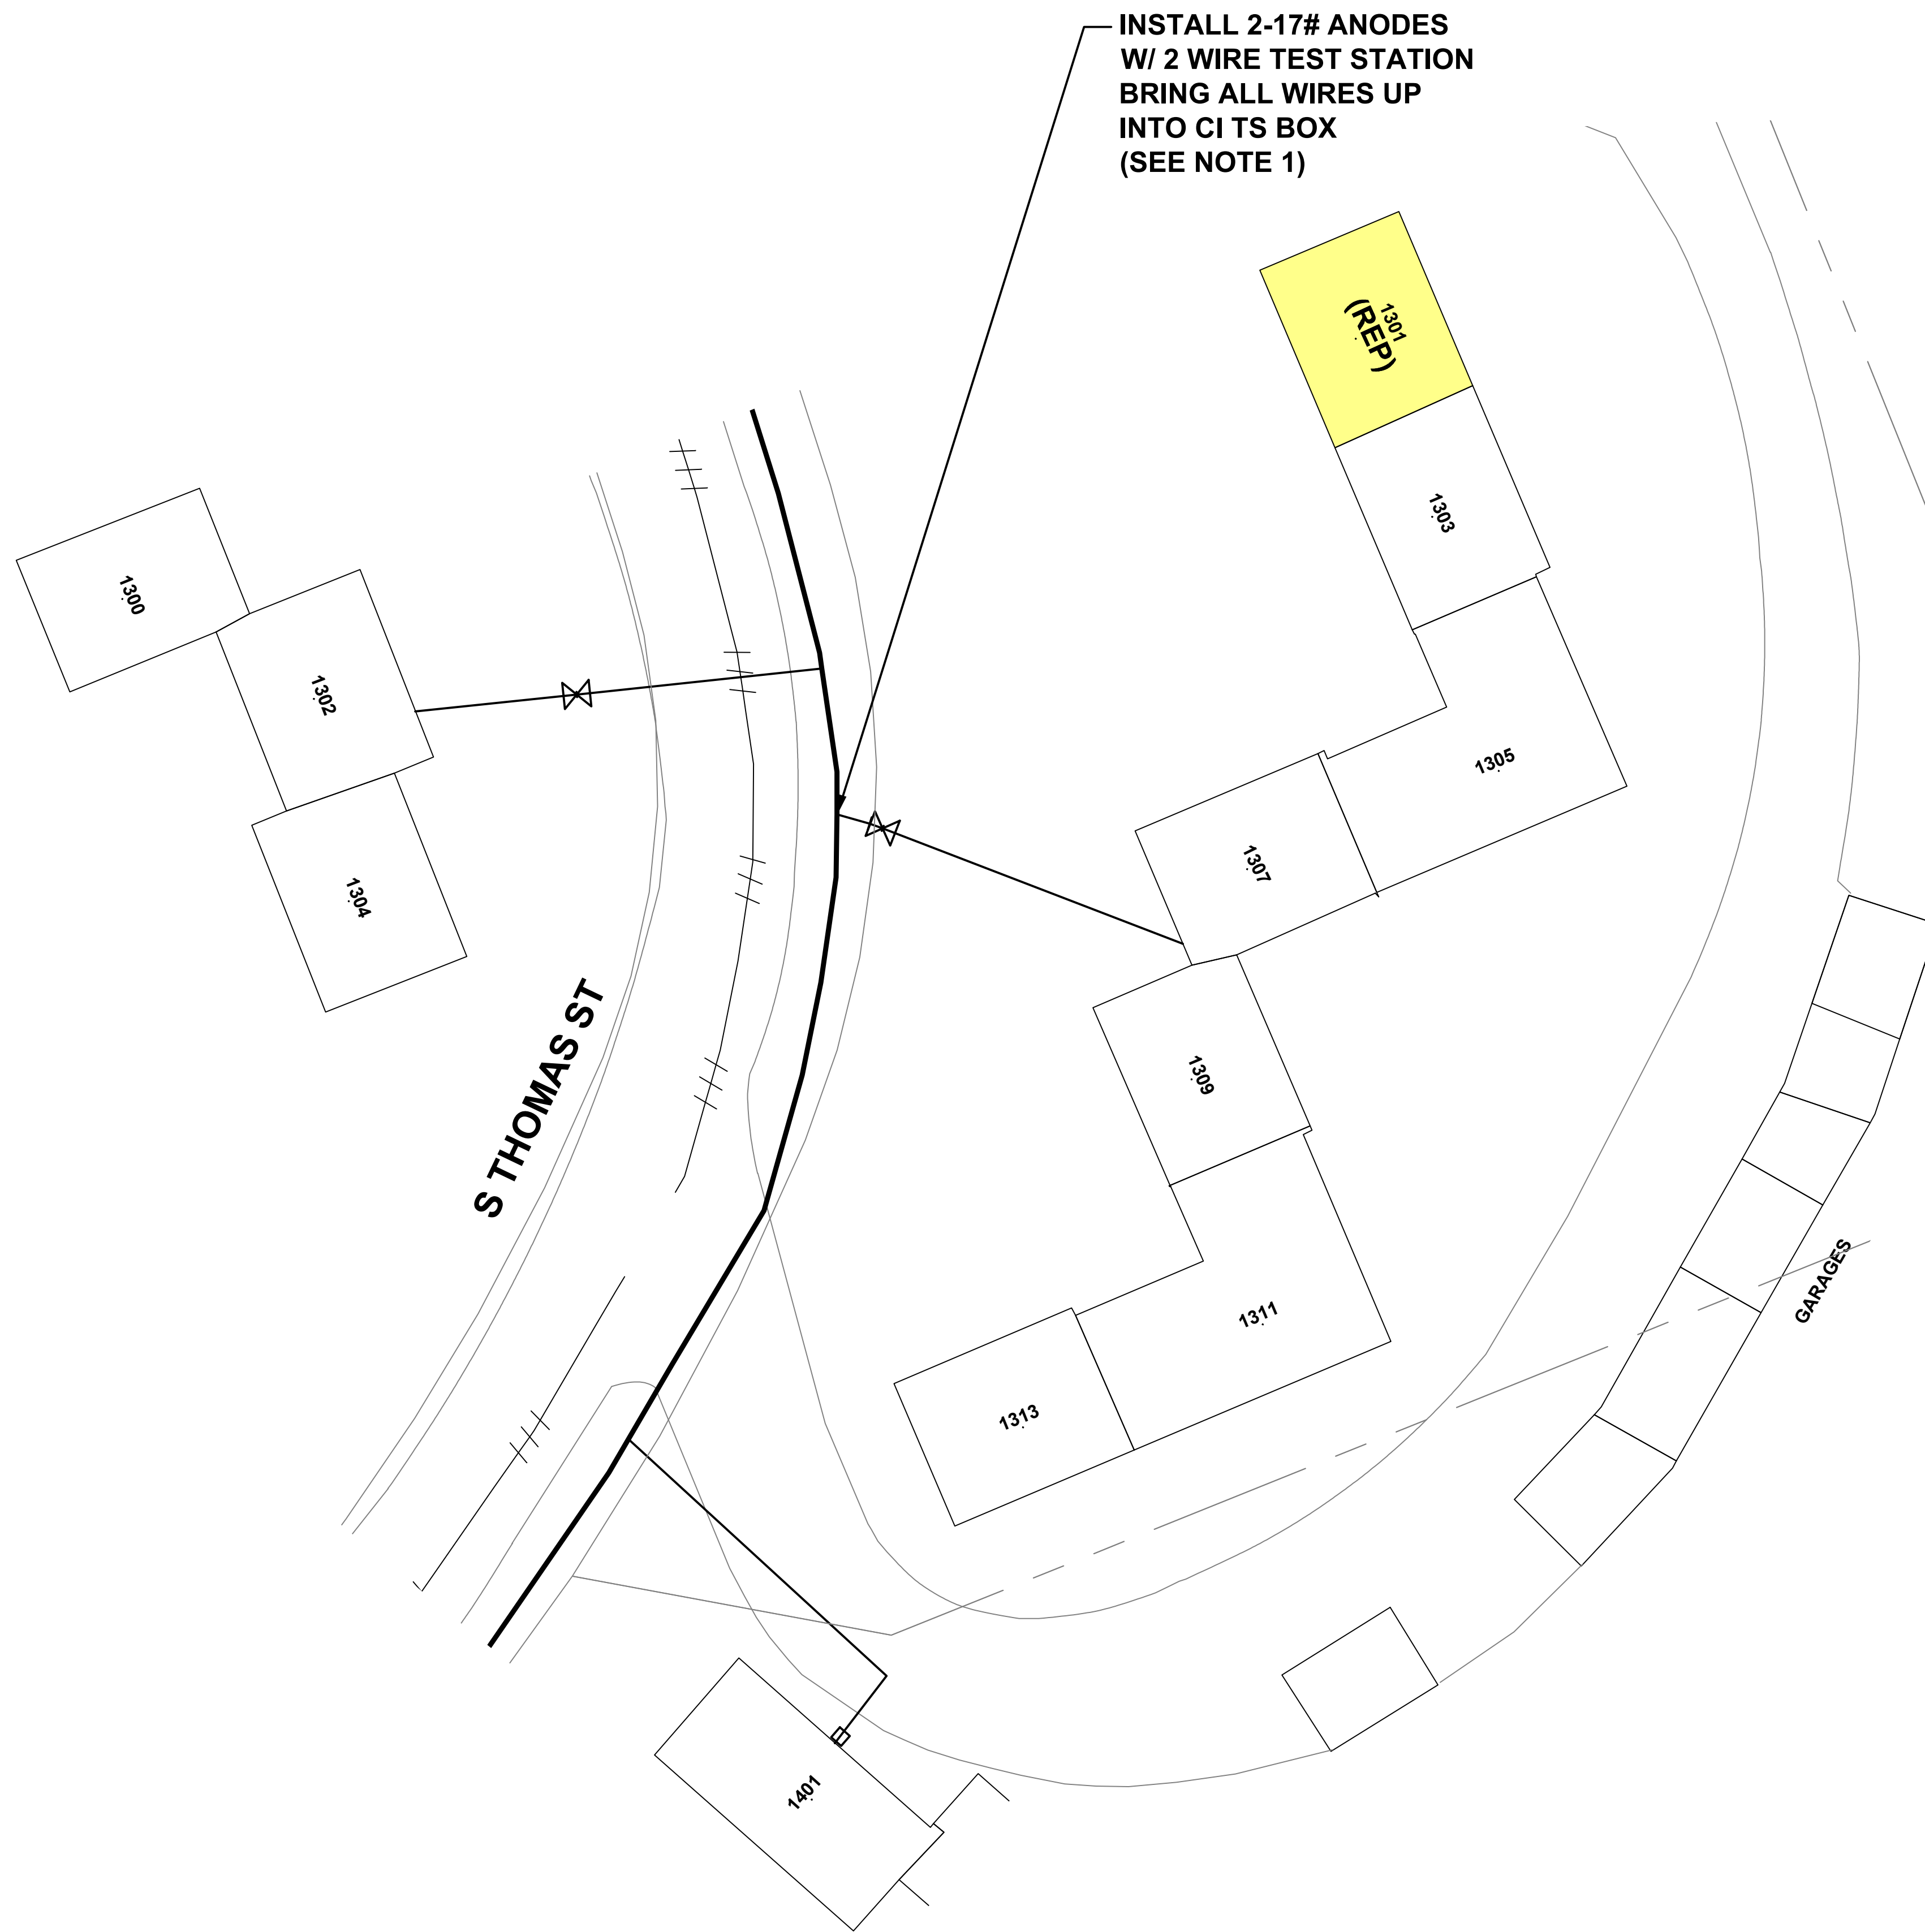 INSTALL 2-17# ANODES
W/ 2 WIRE TEST STATION
BRING ALL WIRES UP
INTO CI TS BOX
(SEE NOTE 1)
1301
(REP)
1303
1300
1302
1305
1307
1304
S THOMAS ST
1309
GARAGES
1311
1313
1401